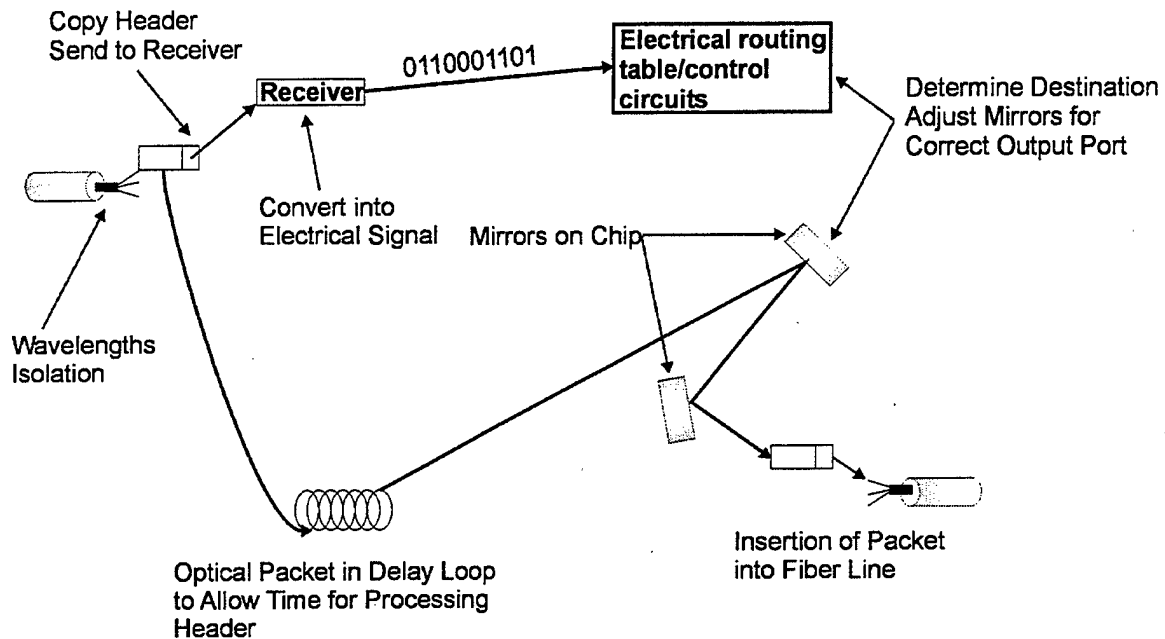 Copy Header
Send to Receiver
0110001101
Electrical routing
table/control
circuits
Receiver
Determine Destination
Adjust Mirrors for
Correct Output Port
Convert into
Electrical Signal
Mirrors on Chip
Wavelengths
Isolation
Insertion of Packet
into Fiber Line
Optical Packet in Delay Loop
to Allow Time for Processing
Header